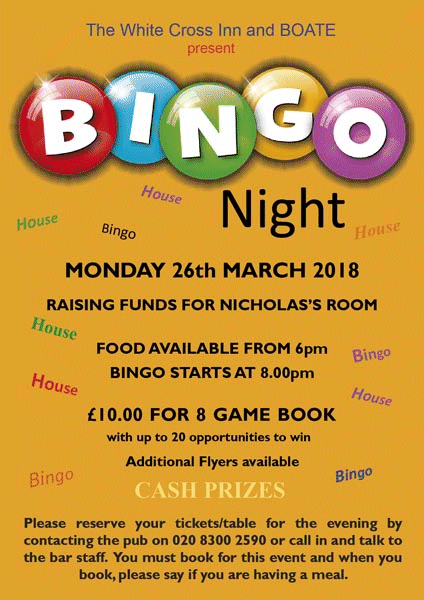 The White Cross Inn and BOATE
present
BINGO
House
Night
House
Bingo
House
MONDAY 26th MARCH 2018
RAISING FUNDS FOR NICHOLAS'S ROOM
House
FOOD AVAILABLE FROM 6pm
Bingo
BINGO STARTS AT 8.00pm
House
House
£10.00 FOR 8 GAME BOOK
with up to 20 opportunities to win
Additional Flyers available
Bingo
Bingo
CASH PRIZES
Please reserve your tickets/table for the evening by
contacting the pub on 020 8300 2590 or call in and talk to
the bar staff. You must book for this event and when you
book, please say if you are having a meal.